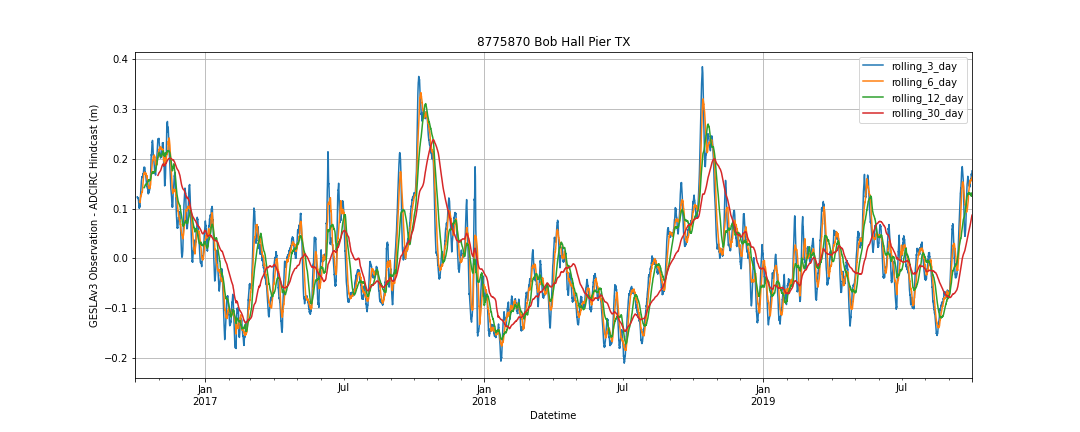 8775870 Bob Hall Pier TX
GESLAv3 Observation - ADCIRC Hindcast (m)
0.4
0.3
0.2
0.1
0.0
−0.1
−0.2
rolling_3_day
rolling_6_day
rolling_12_day
rolling_30_day
Jan
2017
Jul
Jan
2018
Jul
Jan
2019
Jul
Datetime